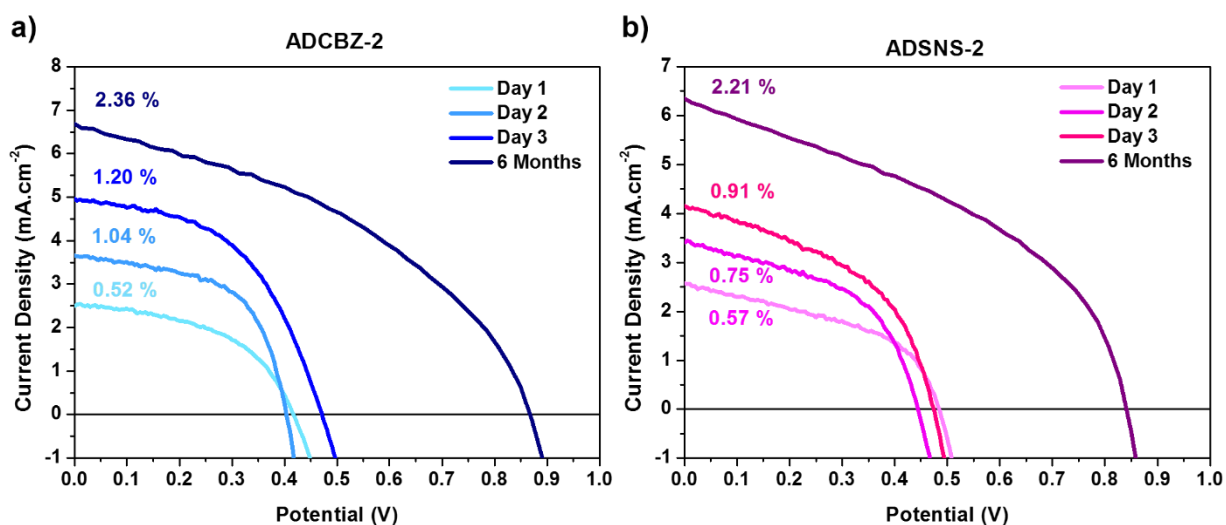 a)
ADCBZ-2
Current Density (mA.cm⁻²)
8
7
6
5
4
3
2
1
0
-1
2.36 %
1.20 %
1.04 %
0.52 %
Day 1
Day 2
Day 3
6 Months
0.0 0.1 0.2 0.3 0.4 0.5 0.6 0.7 0.8 0.9 1.0
Potential (V)
b)
ADSNS-2
Current Density (mA.cm⁻²)
7
6
5
4
3
2
1
0
-1
2.21 %
0.91 %
0.75 %
0.57 %
Day 1
Day 2
Day 3
6 Months
0.0 0.1 0.2 0.3 0.4 0.5 0.6 0.7 0.8 0.9 1.0
Potential (V)